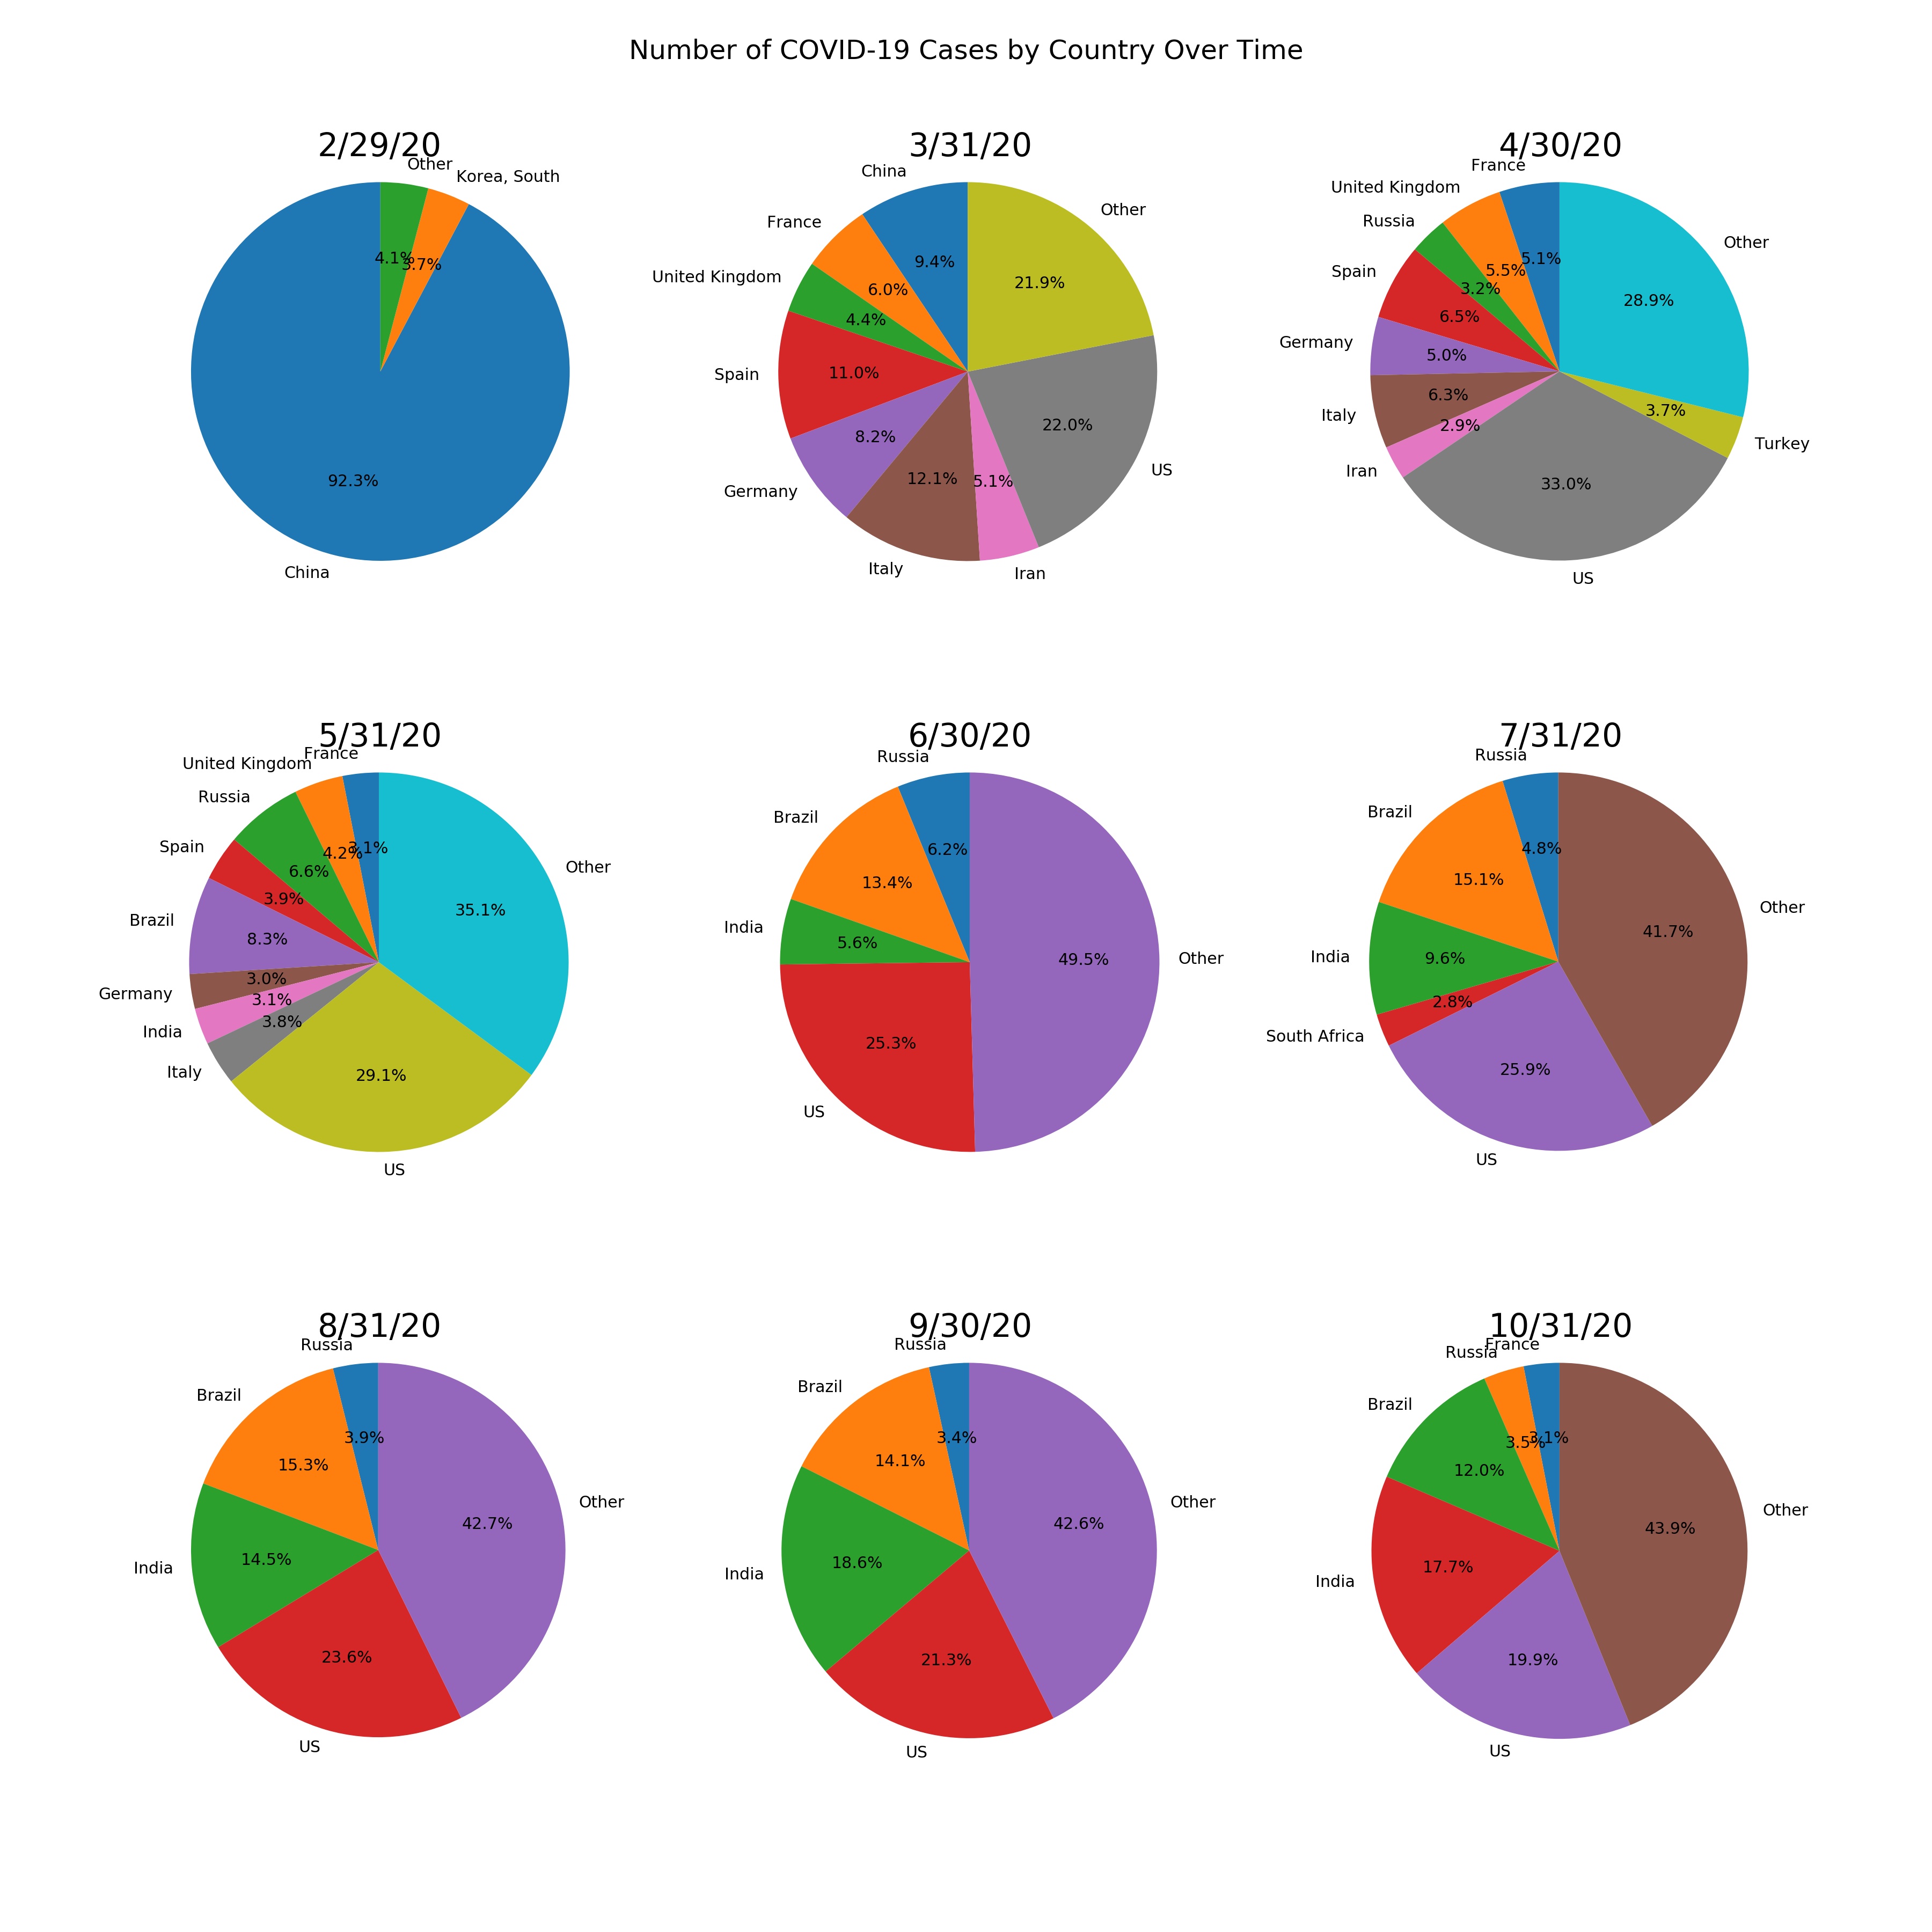 Number of COVID-19 Cases by Country Over Time
2/29/20
Other
Korea, South
4.1%
3.7%
92.3%
China
3/31/20
China
Other
France
United Kingdom
Spain
Germany
Italy
Iran
US
9.4%
21.9%
6.0%
4.4%
11.0%
8.2%
12.1%
5.1%
22.0%
4/30/20
France
United Kingdom
Russia
Spain
Germany
Italy
Iran
US
Turkey
Other
5.1%
5.5%
3.2%
6.5%
5.0%
6.3%
2.9%
33.0%
3.7%
28.9%
5/31/20
France
United Kingdom
Russia
Spain
Brazil
Germany
India
Italy
US
Other
3.1%
4.2%
6.6%
3.9%
8.3%
3.0%
3.1%
3.8%
29.1%
35.1%
6/30/20
Russia
Brazil
India
US
Other
6.2%
13.4%
5.6%
25.3%
49.5%
7/31/20
Russia
Brazil
India
South Africa
US
Other
4.8%
15.1%
9.6%
2.8%
25.9%
41.7%
8/31/20
Russia
Brazil
India
US
Other
3.9%
15.3%
14.5%
23.6%
42.7%
9/30/20
Russia
Brazil
India
US
Other
3.4%
14.1%
18.6%
21.3%
42.6%
10/31/20
France
Russia
Brazil
India
US
Other
3.1%
3.5%
12.0%
17.7%
19.9%
43.9%